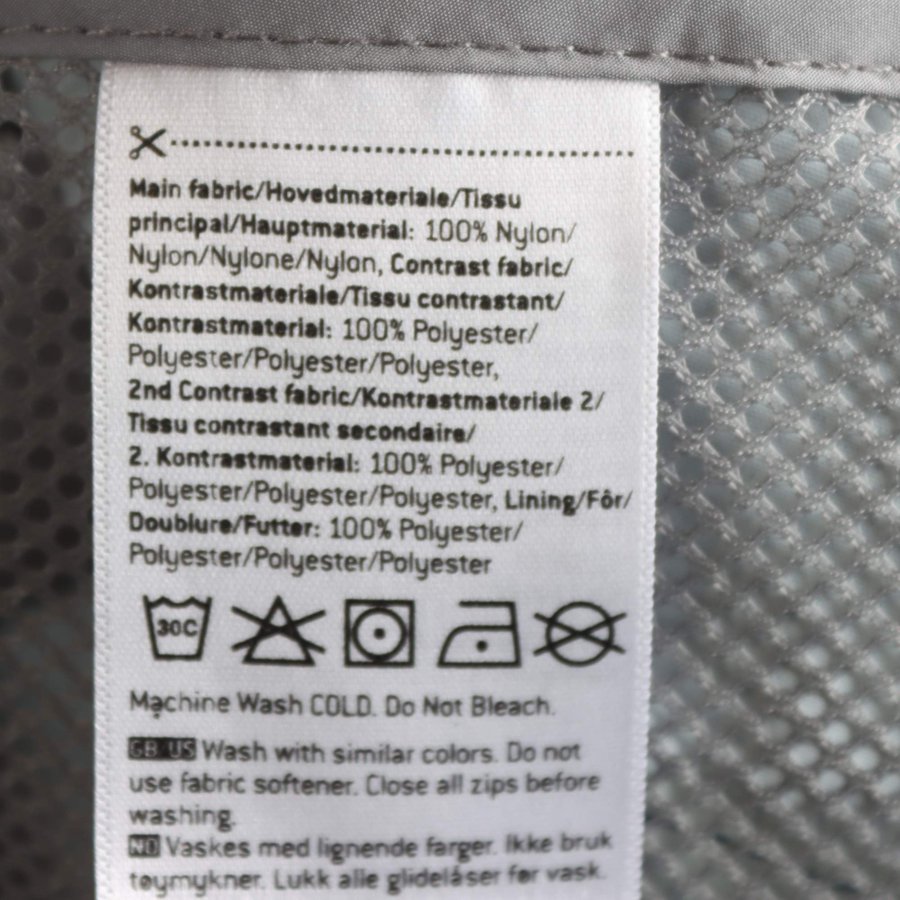 Main fabric/Hovedmateriale/Tissu
principal/Hauptmaterial: 100% Nylon/
Nylon/Nylone/Nylon, Contrast fabric/
Kontrastmateriale/Tissu contrastant/
Kontrastmaterial: 100% Polyester/
Polyester/Polyester/Polyester,
2nd Contrast fabric/Kontrastmateriale 2/
Tissu contrastant secondaire/
2. Kontrastmaterial: 100% Polyester/
Polyester/Polyester/Polyester, Lining/Fôr/
Doublure/Futter: 100% Polyester/
Polyester/Polyester/Polyester
30C
Machine Wash COLD. Do Not Bleach.
GB/US Wash with similar colors. Do not
use fabric softener. Close all zips before
washing.
NO Vaskes med lignende farger. Ikke bruk
tøymykner. Lukk alle glidelåser før vask.